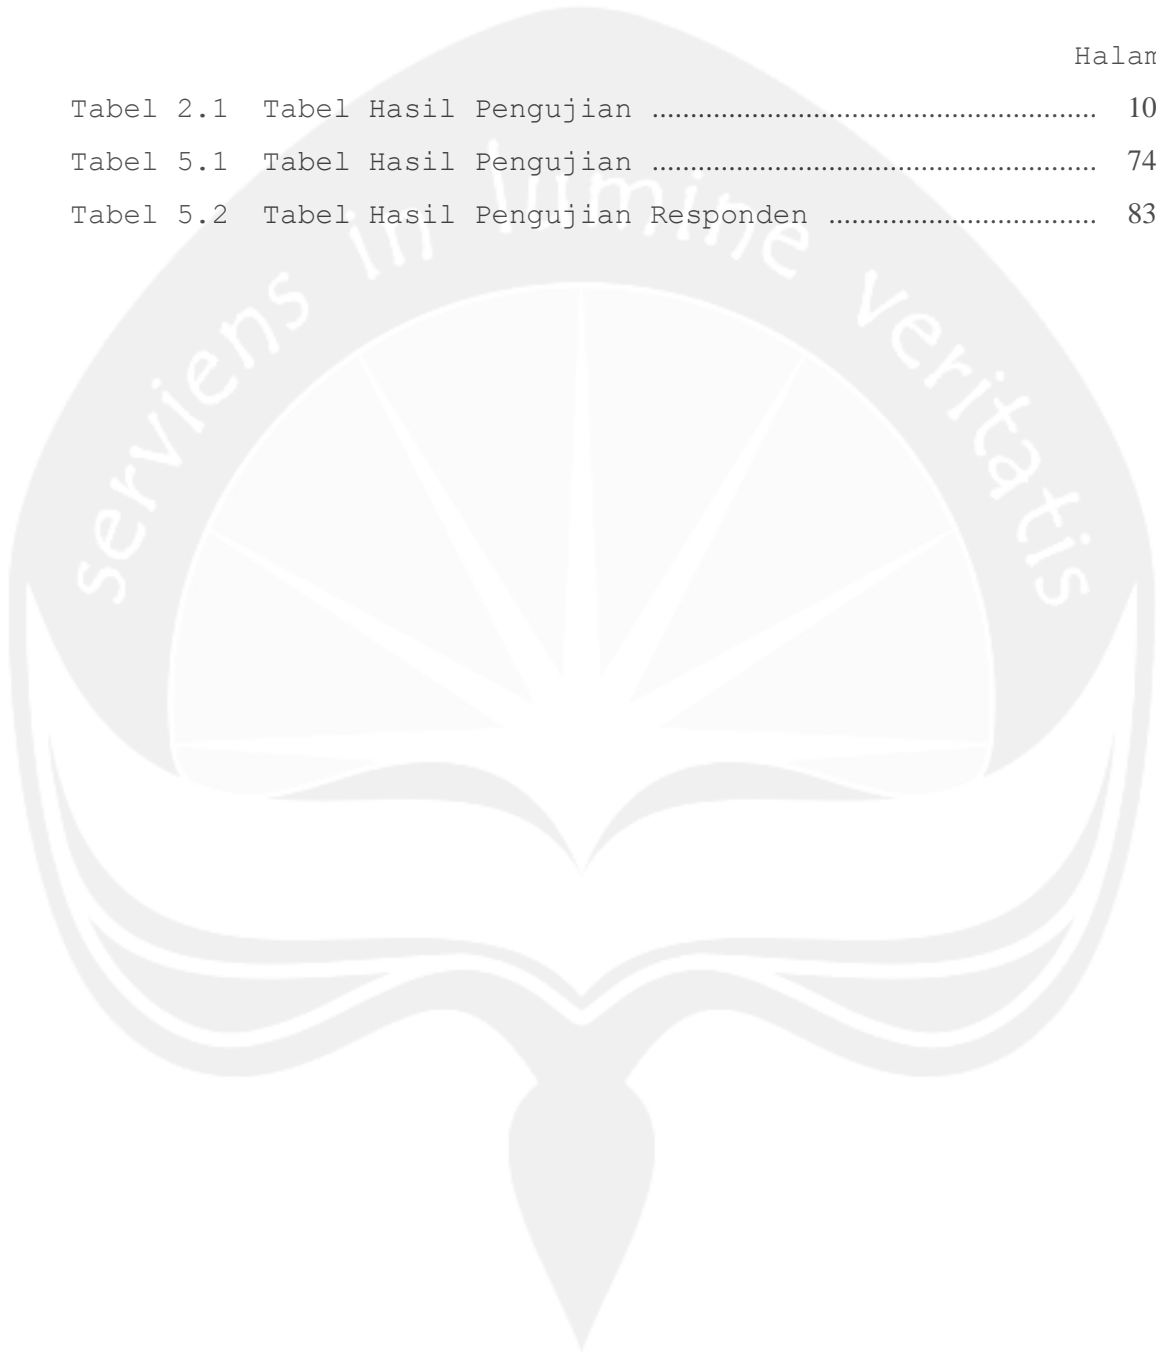 Halam
Tabel 2.1 Tabel Hasil Pengujian .......................................................... 10
Tabel 5.1 Tabel Hasil Pengujian .......................................................... 74
Tabel 5.2 Tabel Hasil Pengujian Responden ................................... 83
serviens in lumine veritatis